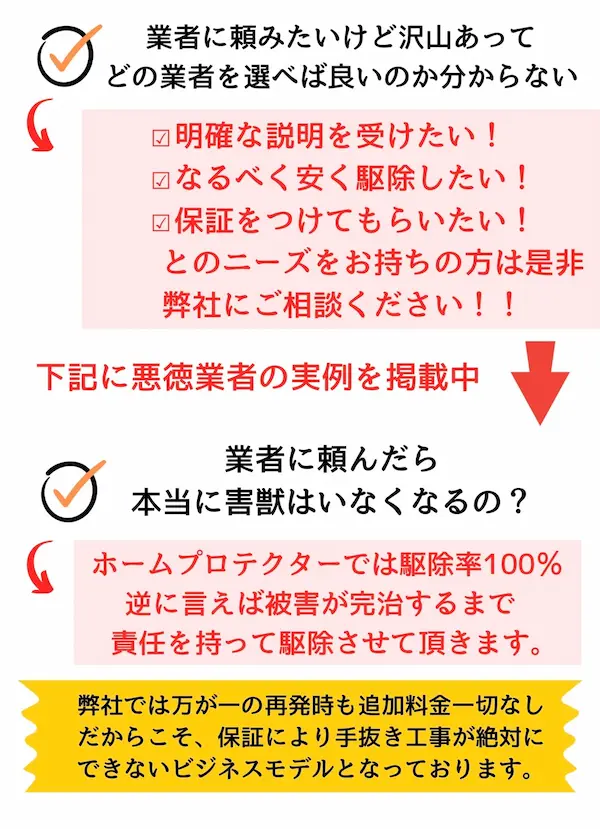 業者に頼みたいけど沢山あって
どの業者を選べば良いのか分からない
☑明確な説明を受けたい！
☑なるべく安く駆除したい！
☑保証をつけてもらいたい！
とのニーズをお持ちの方は是非
弊社にご相談ください！！
下記に悪徳業者の実例を掲載中
業者に頼んだら
本当に害獣はいなくなるの？
ホームプロテクターでは駆除率100％
逆に言えば被害が完治するまで
責任を持って駆除させて頂きます。
弊社では万が一の再発時も追加料金一切なし
だからこそ、保証により手抜き工事が絶対に
できないビジネスモデルとなっております。